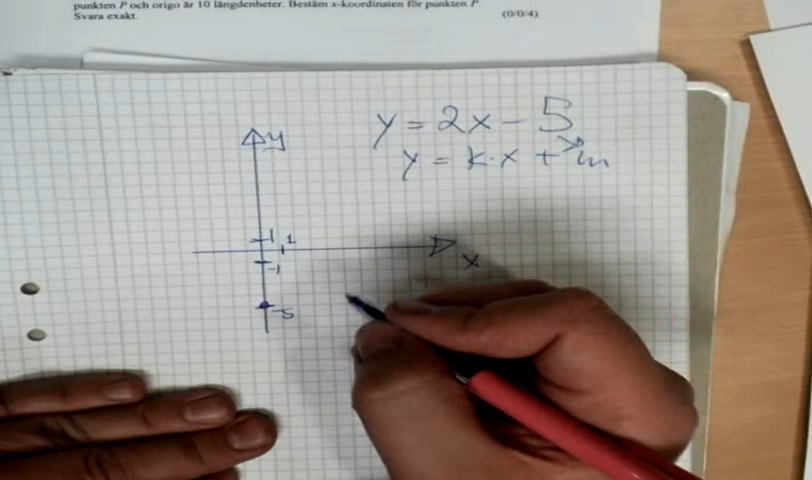 punkten P och origo är 10 längdenheter. Bestäm x-koordinaten för punkten P
Svara exakt.
(0/0/4)
y = 2x - 5
y = k·x + m
y
1
1
x
-1
-5